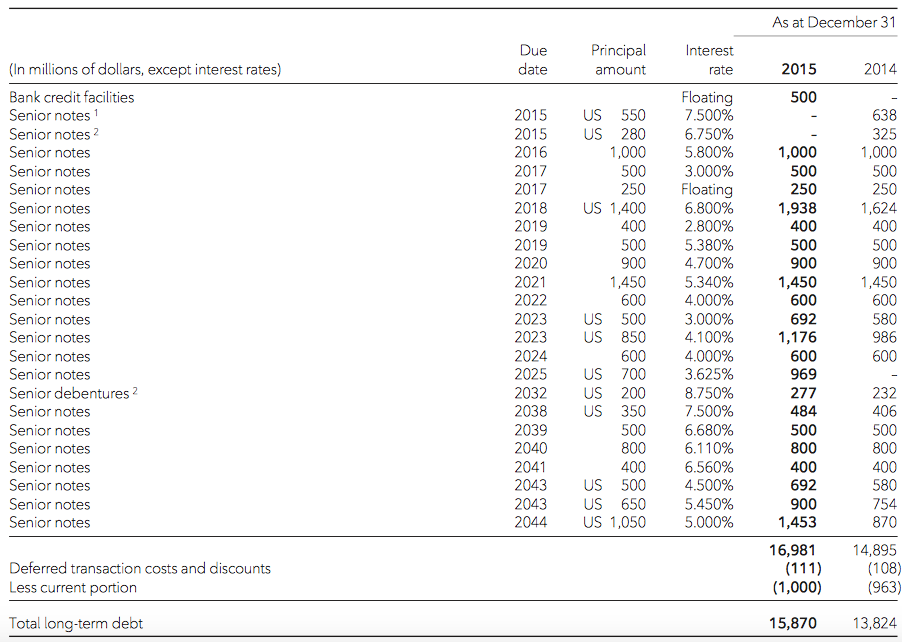 As at December 31
Due Principal Interest
(In millions of dollars, except interest rates) date amount rate 2015 2014
Bank credit facilities Floating 500 –
Senior notes 1 2015 US 550 7.500% – 638
Senior notes 2 2015 US 280 6.750% – 325
Senior notes 2016 1,000 5.800% 1,000 1,000
Senior notes 2017 500 3.000% 500 500
Senior notes 2017 250 Floating 250 250
Senior notes 2018 US 1,400 6.800% 1,938 1,624
Senior notes 2019 400 2.800% 400 400
Senior notes 2019 500 5.380% 500 500
Senior notes 2020 900 4.700% 900 900
Senior notes 2021 1,450 5.340% 1,450 1,450
Senior notes 2022 600 4.000% 600 600
Senior notes 2023 US 500 3.000% 692 580
Senior notes 2023 US 850 4.100% 1,176 986
Senior notes 2024 600 4.000% 600 600
Senior notes 2025 US 700 3.625% 969 –
Senior debentures 2 2032 US 200 8.750% 277 232
Senior notes 2038 US 350 7.500% 484 406
Senior notes 2039 500 6.680% 500 500
Senior notes 2040 800 6.110% 800 800
Senior notes 2041 400 6.560% 400 400
Senior notes 2043 US 500 4.500% 692 580
Senior notes 2043 US 650 5.450% 900 754
Senior notes 2044 US 1,050 5.000% 1,453 870
16,981 14,895
Deferred transaction costs and discounts (111) (108)
Less current portion (1,000) (963)
Total long-term debt 15,870 13,824